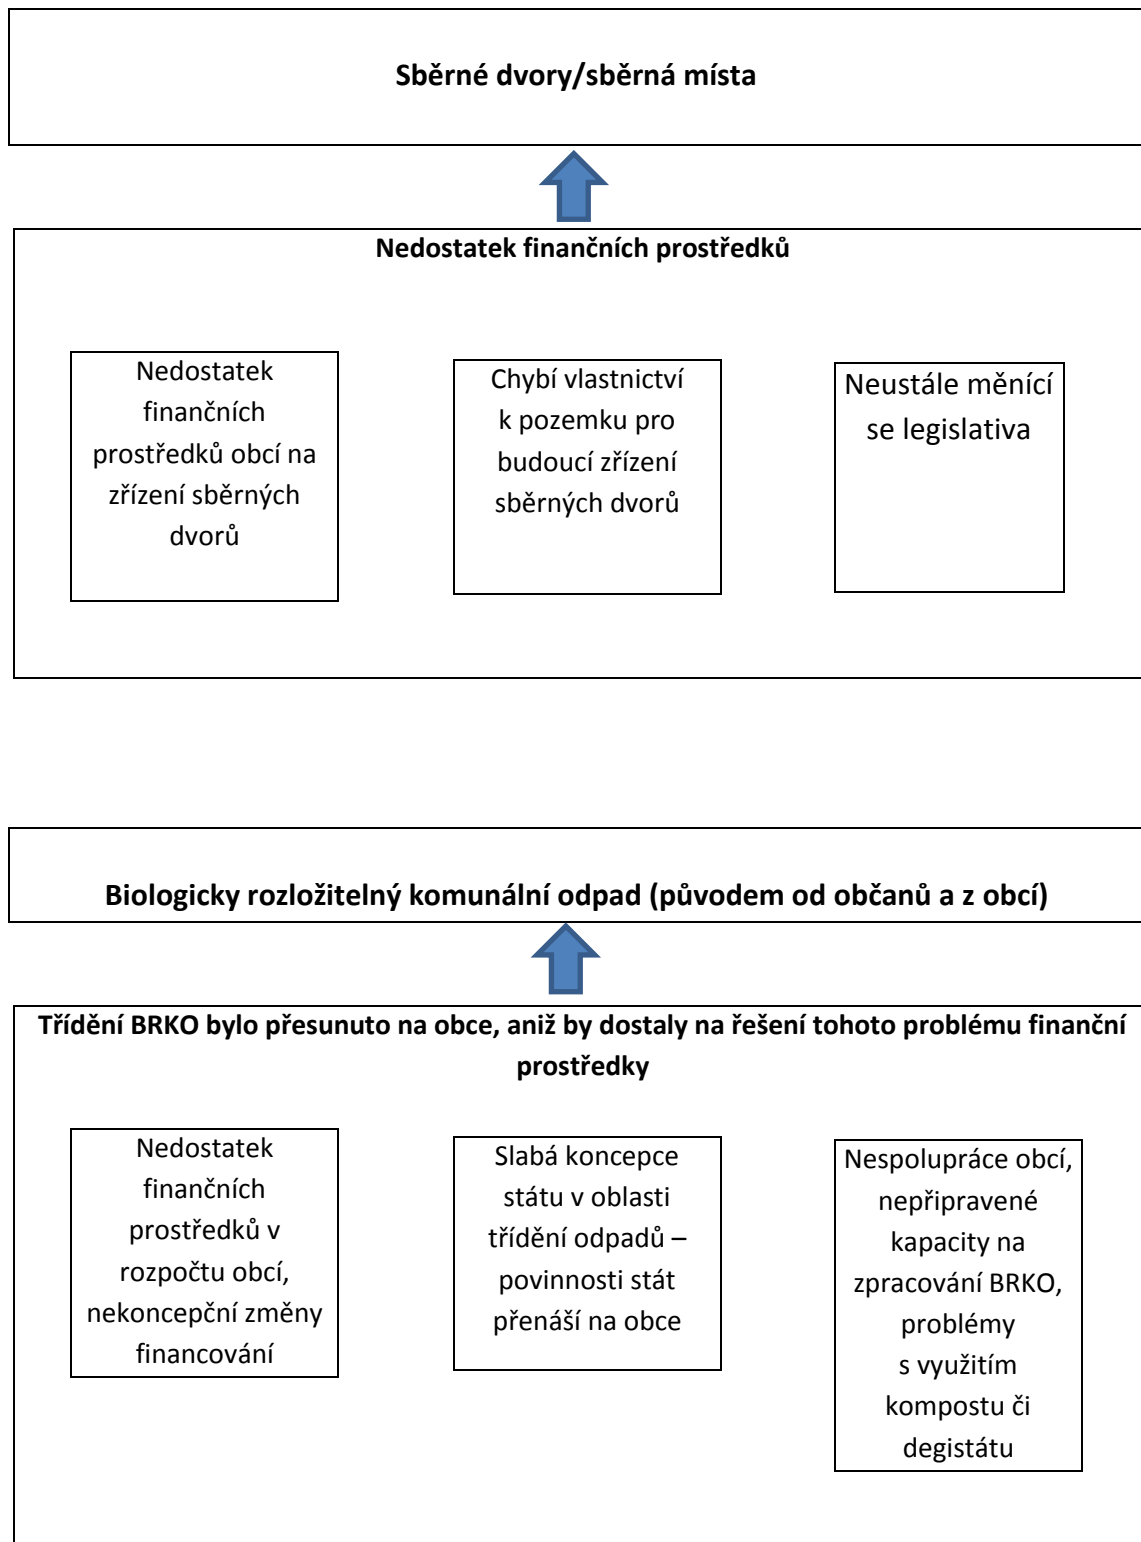 Sběrné dvory/sběrná místa
Nedostatek finančních prostředků
Nedostatek
finančních
prostředků obcí na
zřízení sběrných
dvorů
Chybí vlastnictví
k pozemku pro
budoucí zřízení
sběrných dvorů
Neustále měnící
se legislativa
Biologicky rozložitelný komunální odpad (původem od občanů a z obcí)
Třídění BRKO bylo přesunuto na obce, aniž by dostaly na řešení tohoto problému finanční
prostředky
Nedostatek
finančních
prostředků v
rozpočtu obcí,
nekoncepční změny
financování
Slabá koncepce
státu v oblasti
třídění odpadů –
povinnosti stát
přenáší na obce
Nespolupráce obcí,
nepřipravené
kapacity na
zpracování BRKO,
problémy
s využitím
kompostu či
degistátu